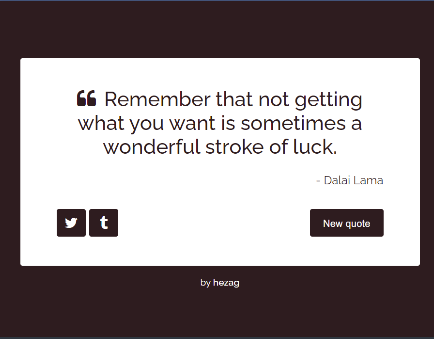 ❝ Remember that not getting
what you want is sometimes a
wonderful stroke of luck.
- Dalai Lama
New quote
by hezag